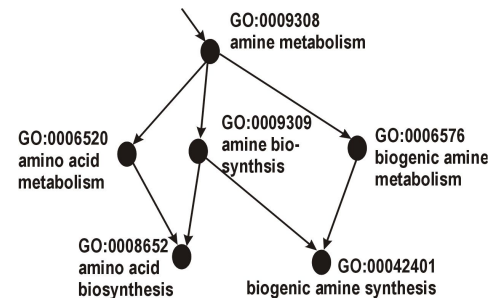 GO:0009308
amine metabolism
GO:0009309
amine bio-
synthsis
GO:0006520
amino acid
metabolism
GO:0006576
biogenic amine
metabolism
GO:0008652
amino acid
biosynthesis
GO:00042401
biogenic amine synthesis